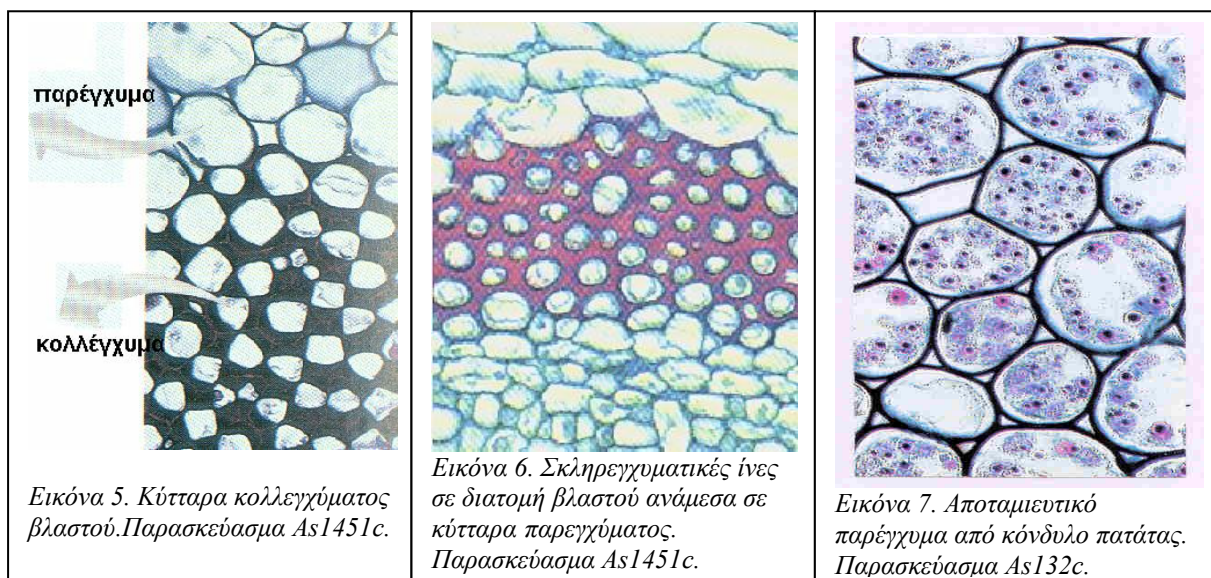 παρέγχυμα
κολλέγχυμα
Εικόνα 5. Κύτταρα κολλεγχύματος
βλαστού.Παρασκεύασμα As1451c.
Εικόνα 6. Σκληρεγχυματικές ίνες
σε διατομή βλαστού ανάμεσα σε
κύτταρα παρεγχύματος.
Παρασκεύασμα As1451c.
Εικόνα 7. Αποταμιευτικό
παρέγχυμα από κόνδυλο πατάτας.
Παρασκεύασμα As132c.